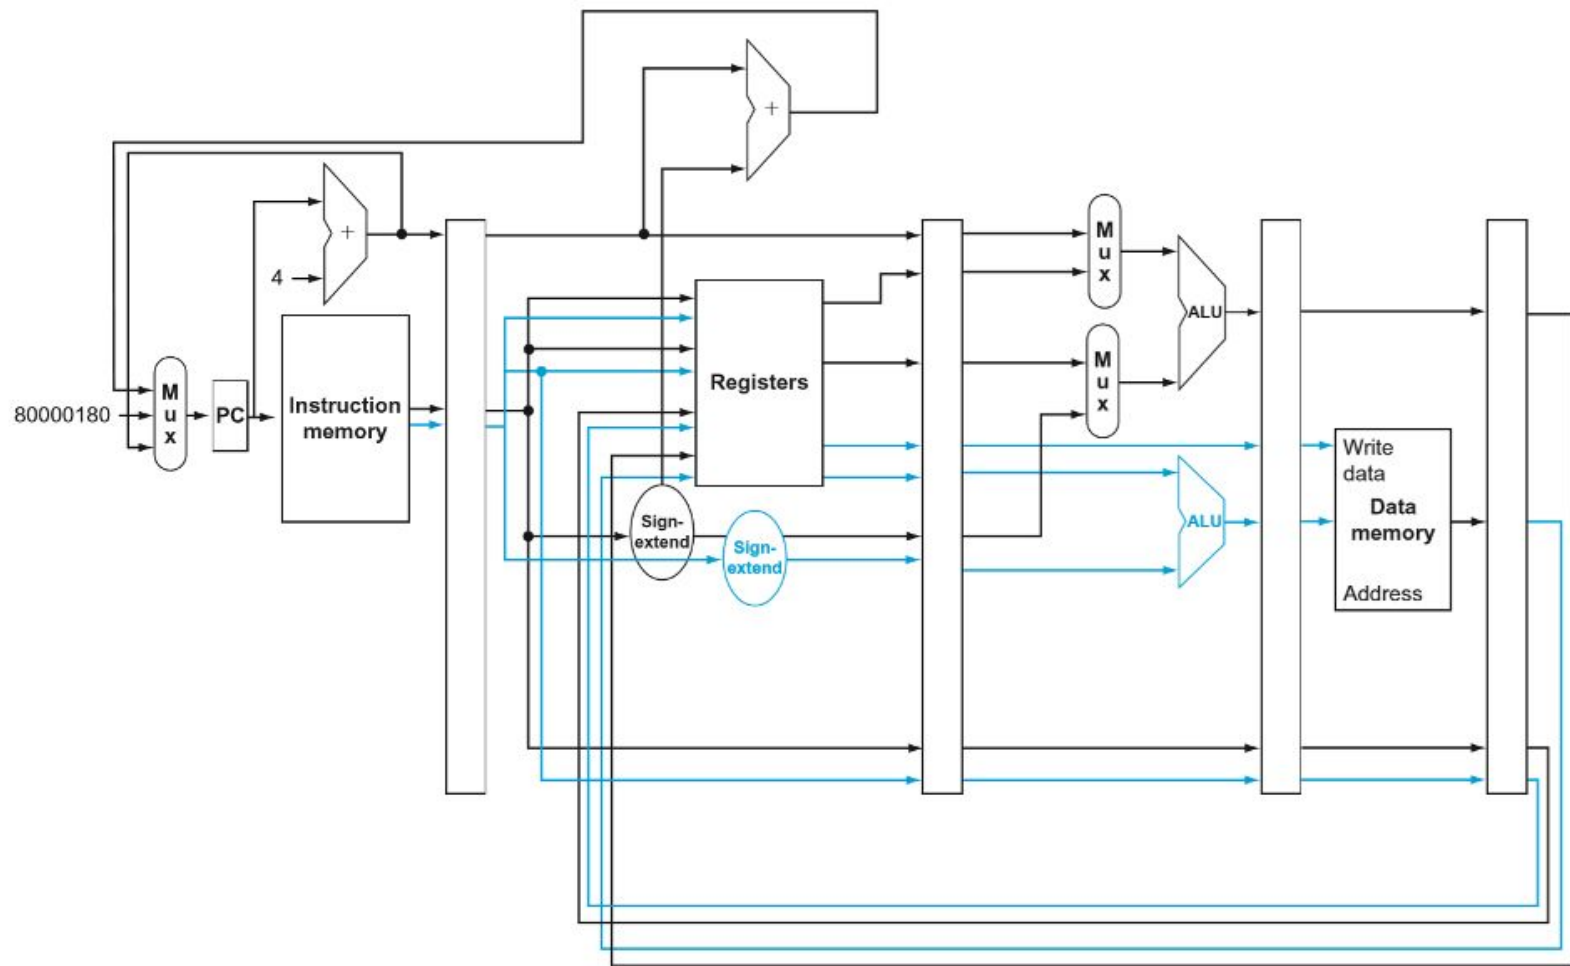 +
+
4
M
u
x
80000180
PC
Instruction
memory
Registers
Sign-
extend
Sign-
extend
M
u
x
M
u
x
ALU
ALU
Write
data
Data
memory
Address